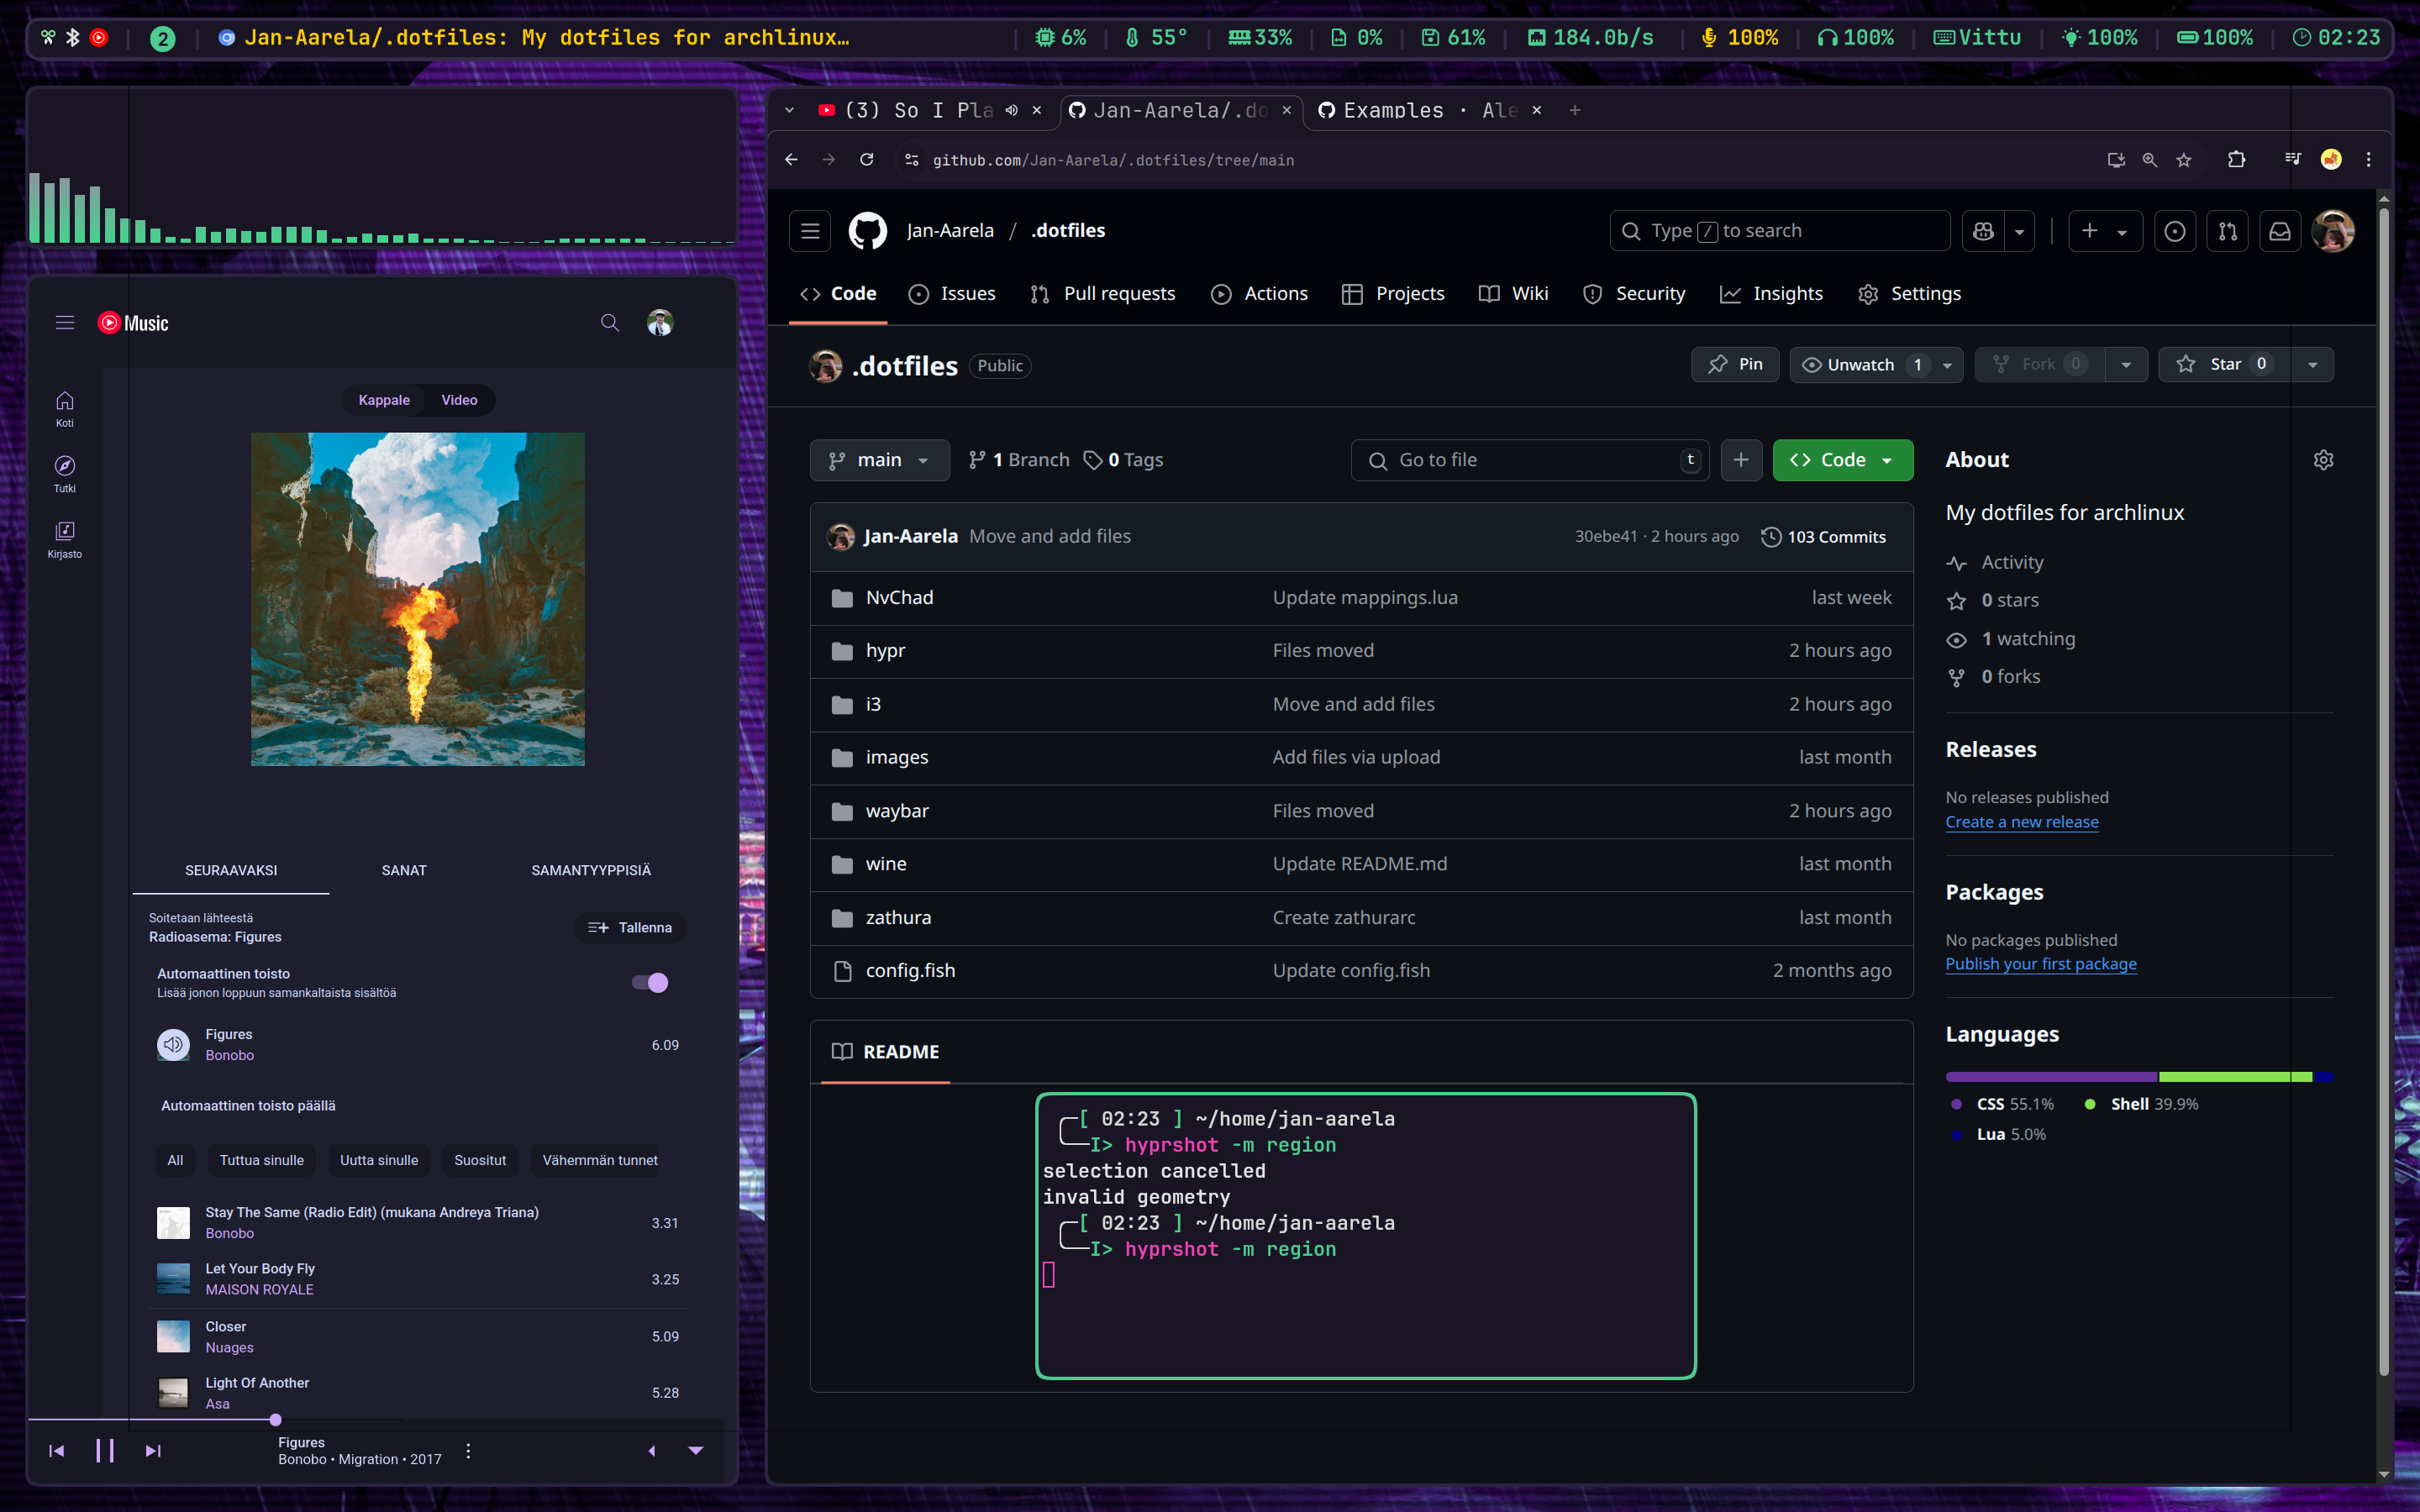 2
Jan-Aarela/.dotfiles: My dotfiles for archlinux…
6%
55°
33%
0%
61%
184.0b/s
100%
100%
Vittu
100%
100%
02:23
Music
Koti
Tutki
Kirjasto
Kappale
Video
SEURAAVAKSI
SANAT
SAMANTYYPPISIÄ
Soitetaan lähteestä
Radioasema: Figures
Tallenna
Automaattinen toisto
Lisää jonon loppuun samankaltaista sisältöä
Figures
Bonobo
6.09
Automaattinen toisto päällä
All
Tuttua sinulle
Uutta sinulle
Suositut
Vähemmän tunnet
Stay The Same (Radio Edit) (mukana Andreya Triana)
Bonobo
3.31
Let Your Body Fly
MAISON ROYALE
3.25
Closer
Nuages
5.09
Light Of Another
Asa
5.28
Figures
Bonobo • Migration • 2017
(3) So I Pla
Jan-Aarela/.do
Examples · Ale
github.com/Jan-Aarela/.dotfiles/tree/main
Jan-Aarela / .dotfiles
Type / to search
Code
Issues
Pull requests
Actions
Projects
Wiki
Security
Insights
Settings
.dotfiles
Public
Pin
Unwatch 1
Fork 0
Star 0
main
1 Branch
0 Tags
Go to file
t
Code
Jan-Aarela Move and add files
30ebe41 · 2 hours ago
103 Commits
NvChad Update mappings.lua last week
hypr Files moved 2 hours ago
i3 Move and add files 2 hours ago
images Add files via upload last month
waybar Files moved 2 hours ago
wine Update README.md last month
zathura Create zathurarc last month
config.fish Update config.fish 2 months ago
README
[ 02:23 ] ~/home/jan-aarela
I> hyprshot -m region
selection cancelled
invalid geometry
[ 02:23 ] ~/home/jan-aarela
I> hyprshot -m region
About
My dotfiles for archlinux
Activity
0 stars
1 watching
0 forks
Releases
No releases published
Create a new release
Packages
No packages published
Publish your first package
Languages
CSS 55.1%
Shell 39.9%
Lua 5.0%